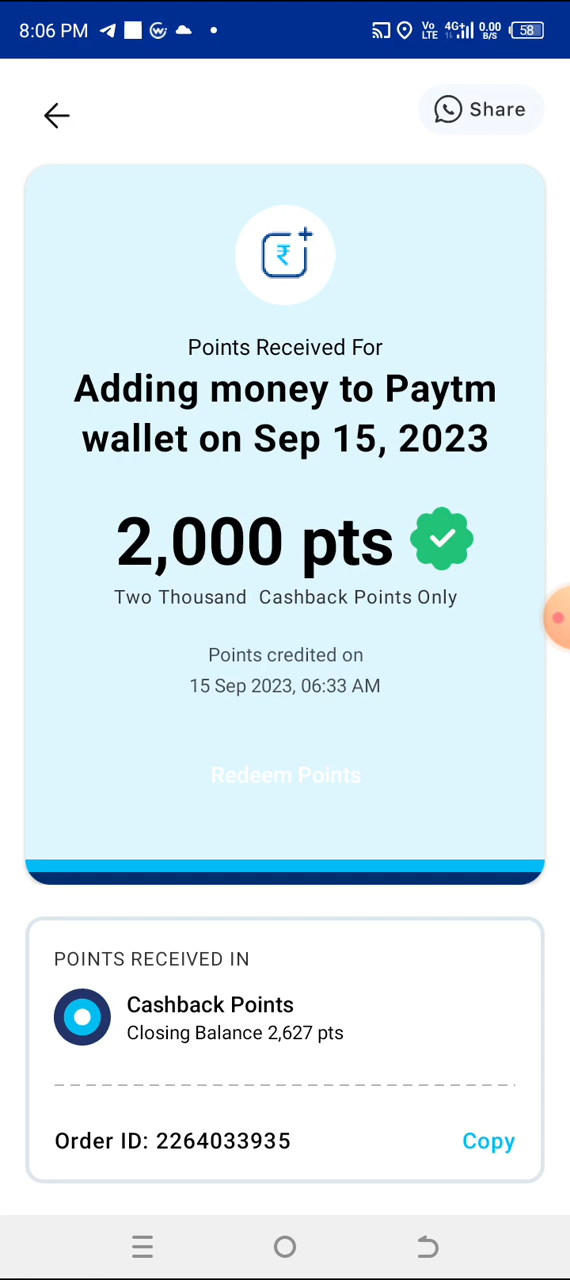 8:06 PM Vo LTE 4G+ 0.00 B/S 58
Share
₹
Points Received For
Adding money to Paytm
wallet on Sep 15, 2023
2,000 pts
Two Thousand Cashback Points Only
Points credited on
15 Sep 2023, 06:33 AM
Redeem Points
POINTS RECEIVED IN
Cashback Points
Closing Balance 2,627 pts
Order ID: 2264033935 Copy